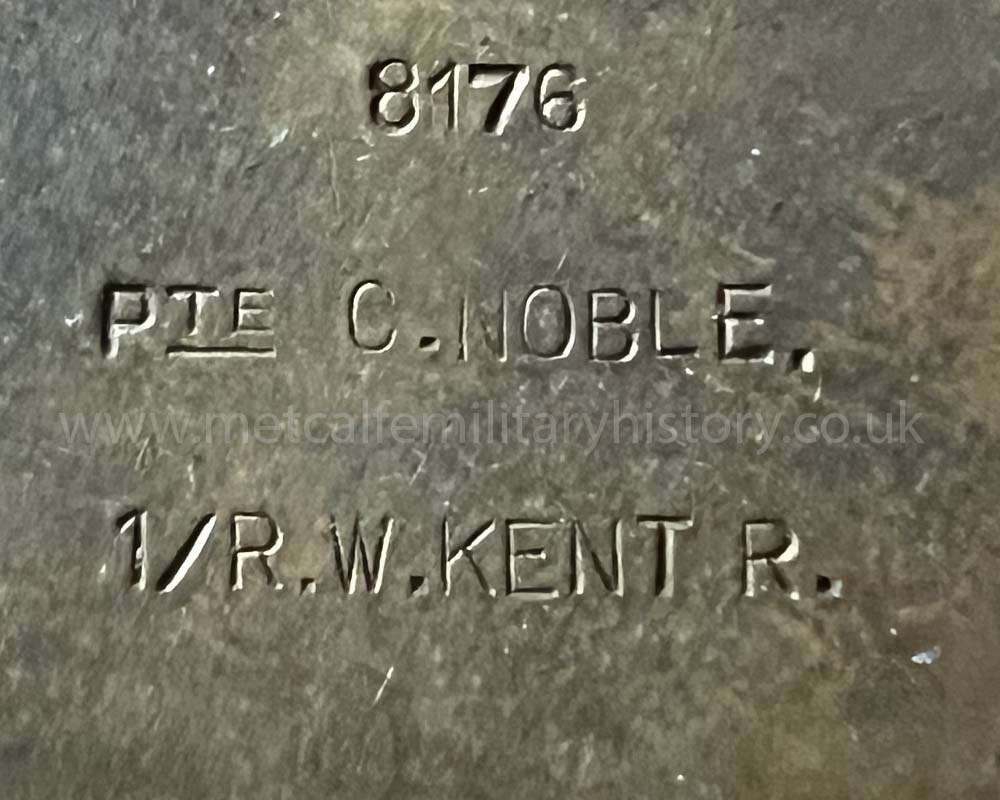 8176
PTE C. NOBLE.
www.metcalfemilitaryhistory.co.uk
1/R.W.KENT R.